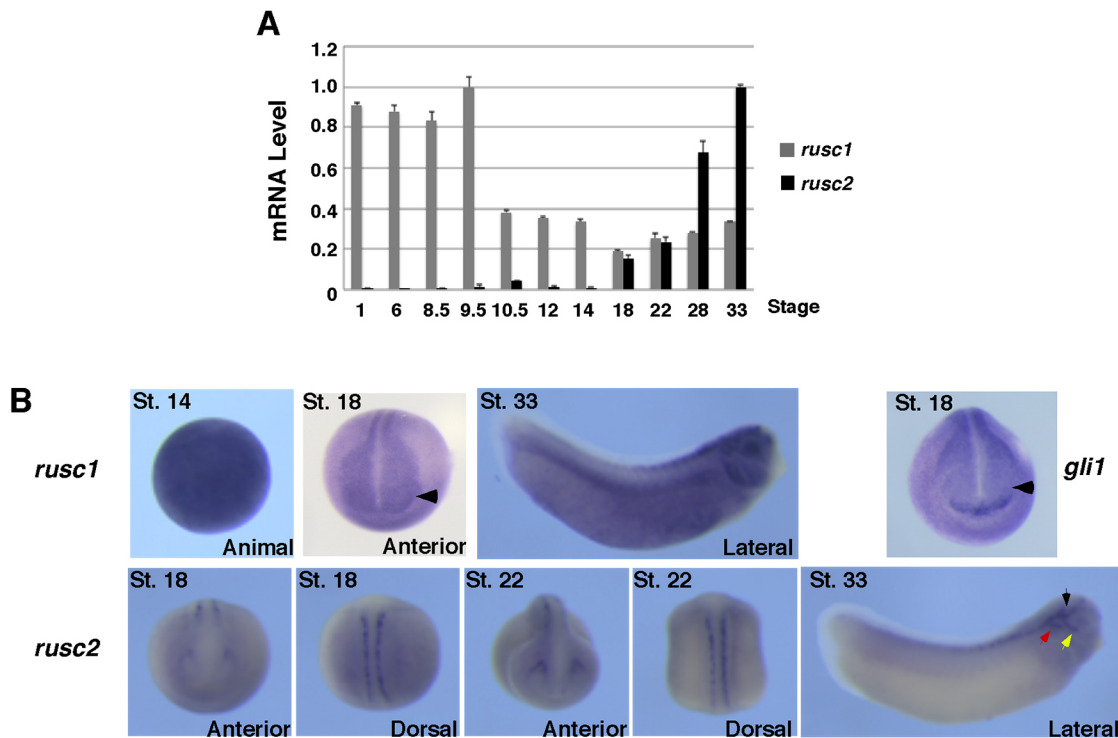 A
mRNA Level
1.2
1.0
0.8
0.6
0.4
0.2
0
1 6 8.5 9.5 10.5 12 14 18 22 28 33 Stage
rusc1
rusc2
B
rusc1
St. 14
Animal
St. 18
Anterior
St. 33
Lateral
St. 18
gli1
rusc2
St. 18
Anterior
St. 18
Dorsal
St. 22
Anterior
St. 22
Dorsal
St. 33
Lateral